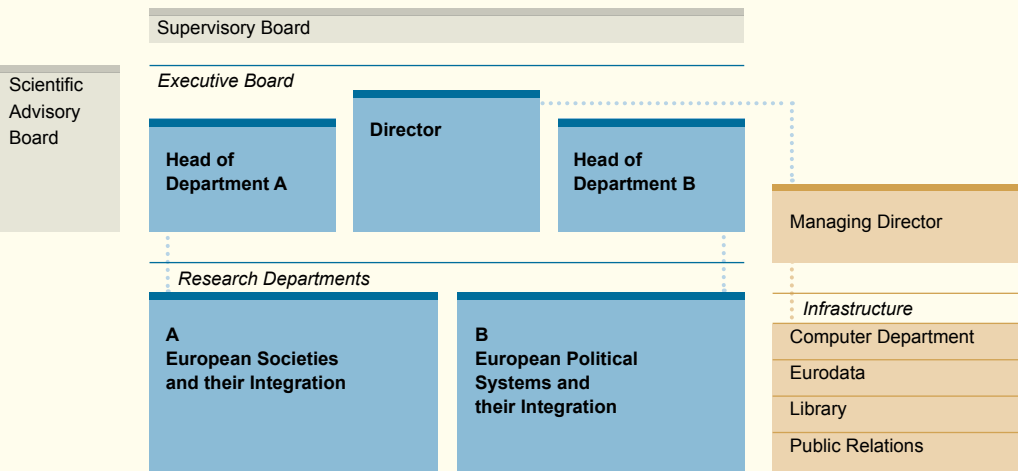 Supervisory Board
Scientific
Advisory
Board
Executive Board
Director
Head of
Department A
Head of
Department B
Managing Director
Research Departments
A
European Societies
and their Integration
B
European Political
Systems and
their Integration
Infrastructure
Computer Department
Eurodata
Library
Public Relations